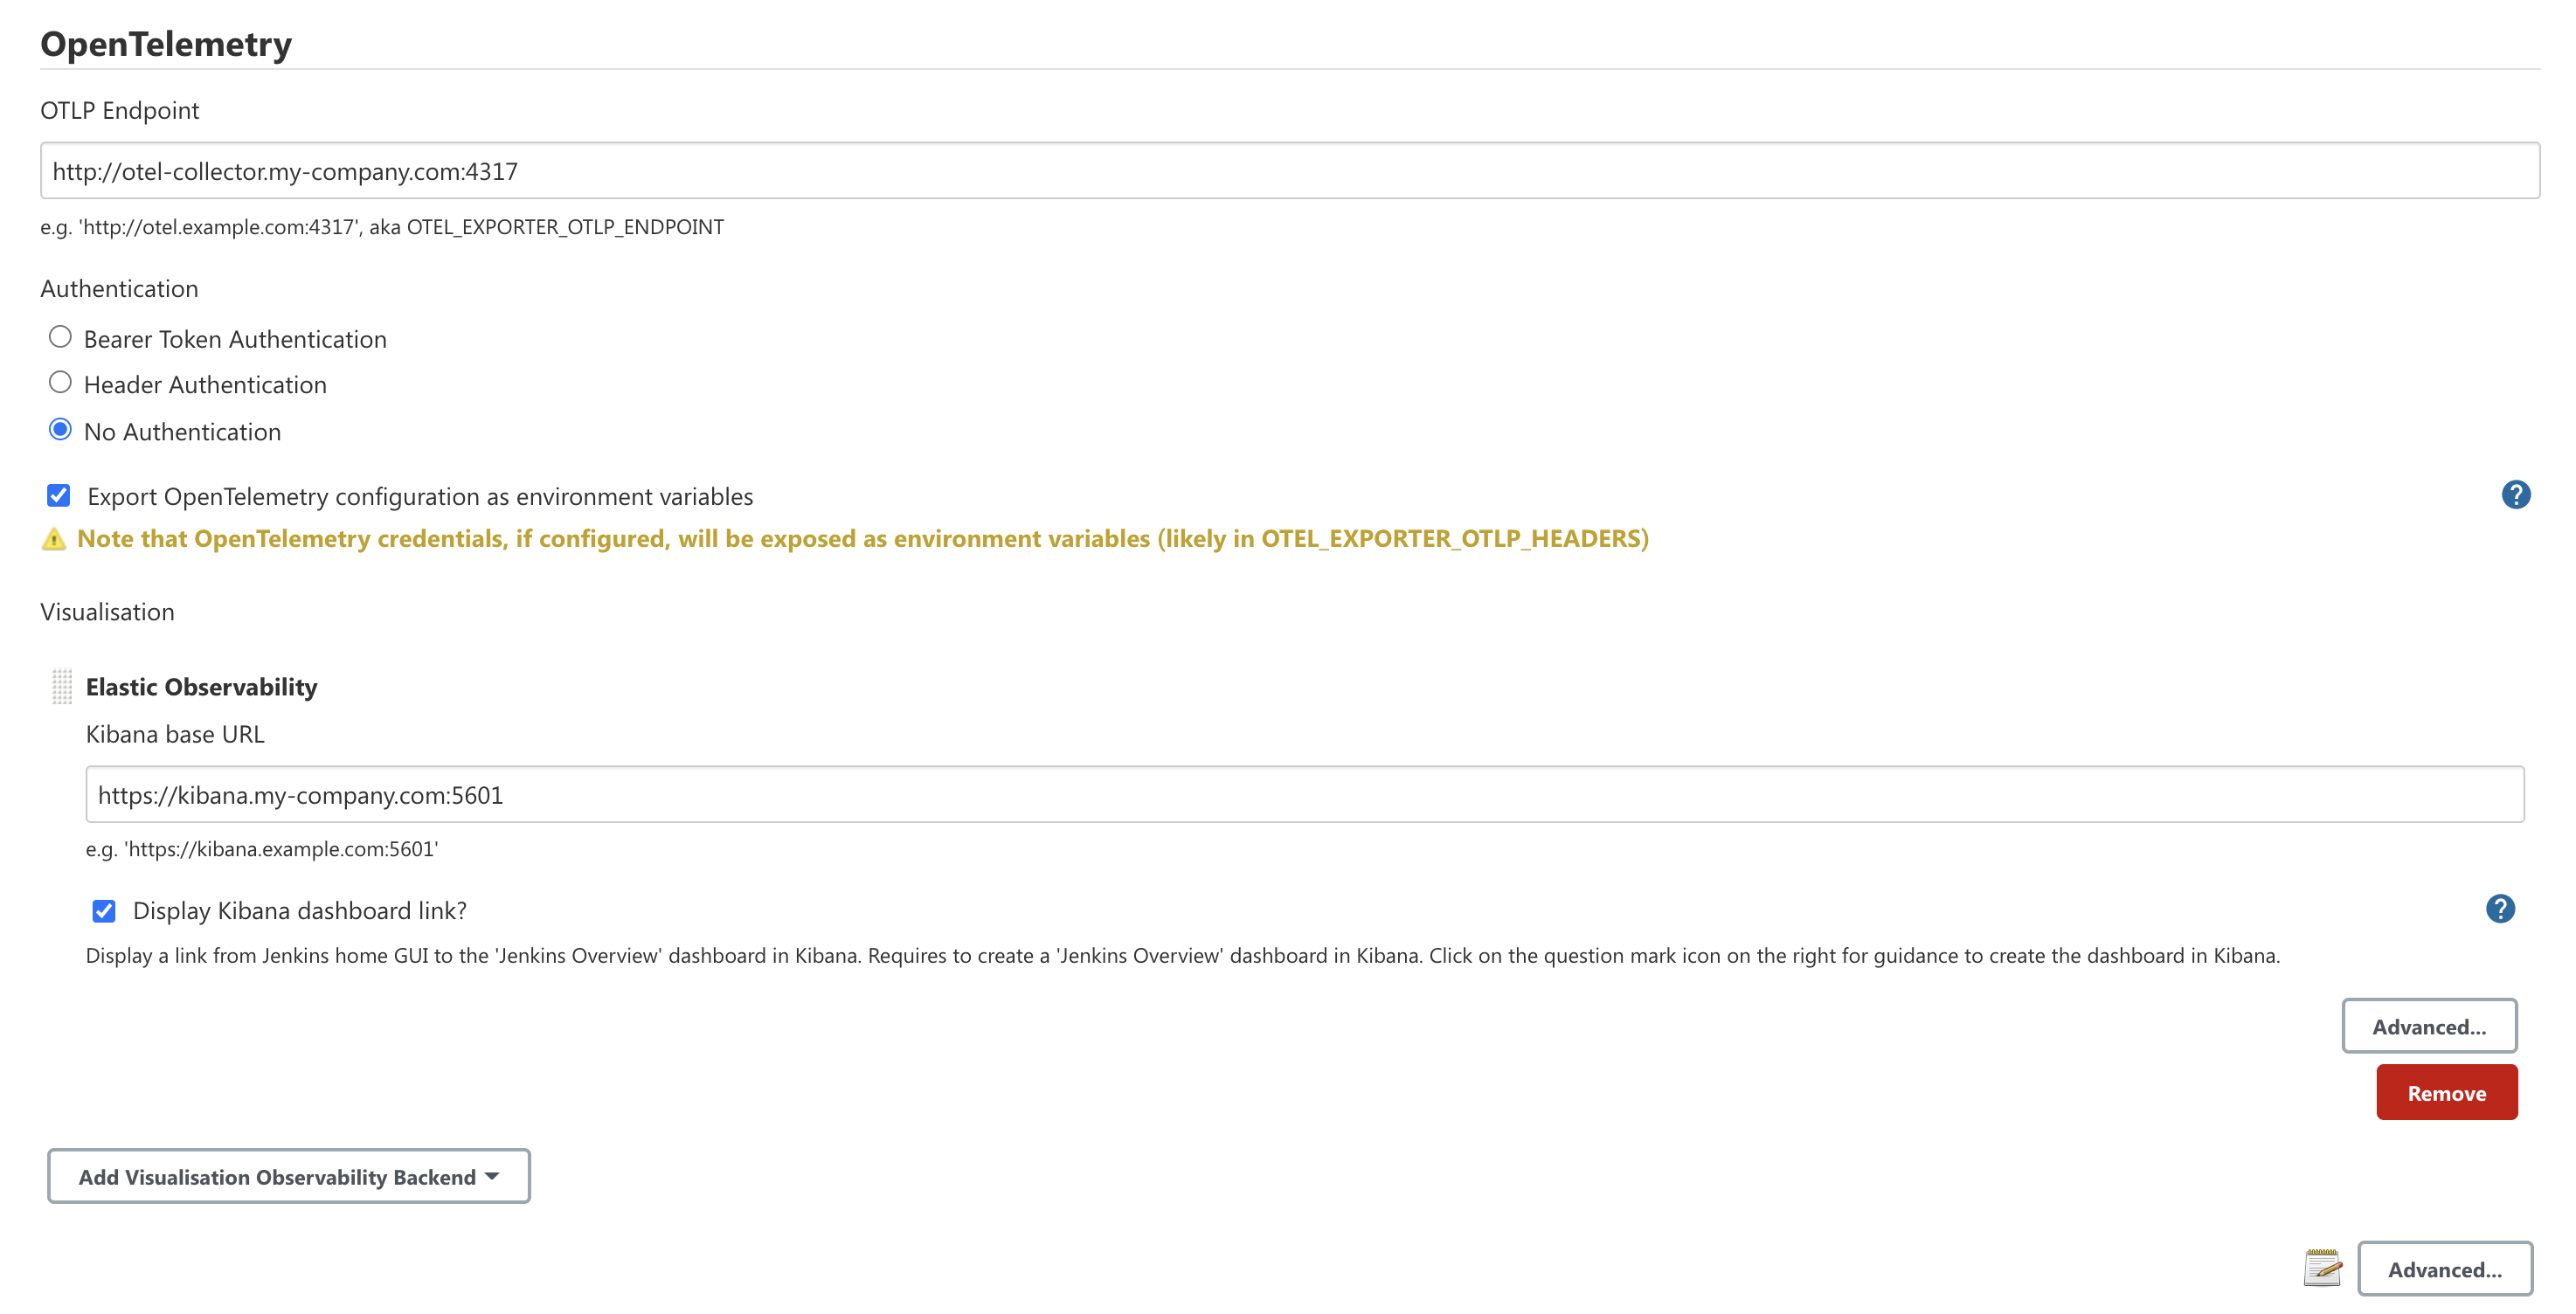 OpenTelemetry
OTLP Endpoint
http://otel-collector.my-company.com:4317
e.g. 'http://otel.example.com:4317', aka OTEL_EXPORTER_OTLP_ENDPOINT
Authentication
Bearer Token Authentication
Header Authentication
No Authentication
Export OpenTelemetry configuration as environment variables
?
Note that OpenTelemetry credentials, if configured, will be exposed as environment variables (likely in OTEL_EXPORTER_OTLP_HEADERS)
Visualisation
Elastic Observability
Kibana base URL
https://kibana.my-company.com:5601
e.g. 'https://kibana.example.com:5601'
Display Kibana dashboard link?
?
Display a link from Jenkins home GUI to the 'Jenkins Overview' dashboard in Kibana. Requires to create a 'Jenkins Overview' dashboard in Kibana. Click on the question mark icon on the right for guidance to create the dashboard in Kibana.
Advanced...
Remove
Add Visualisation Observability Backend
Advanced...